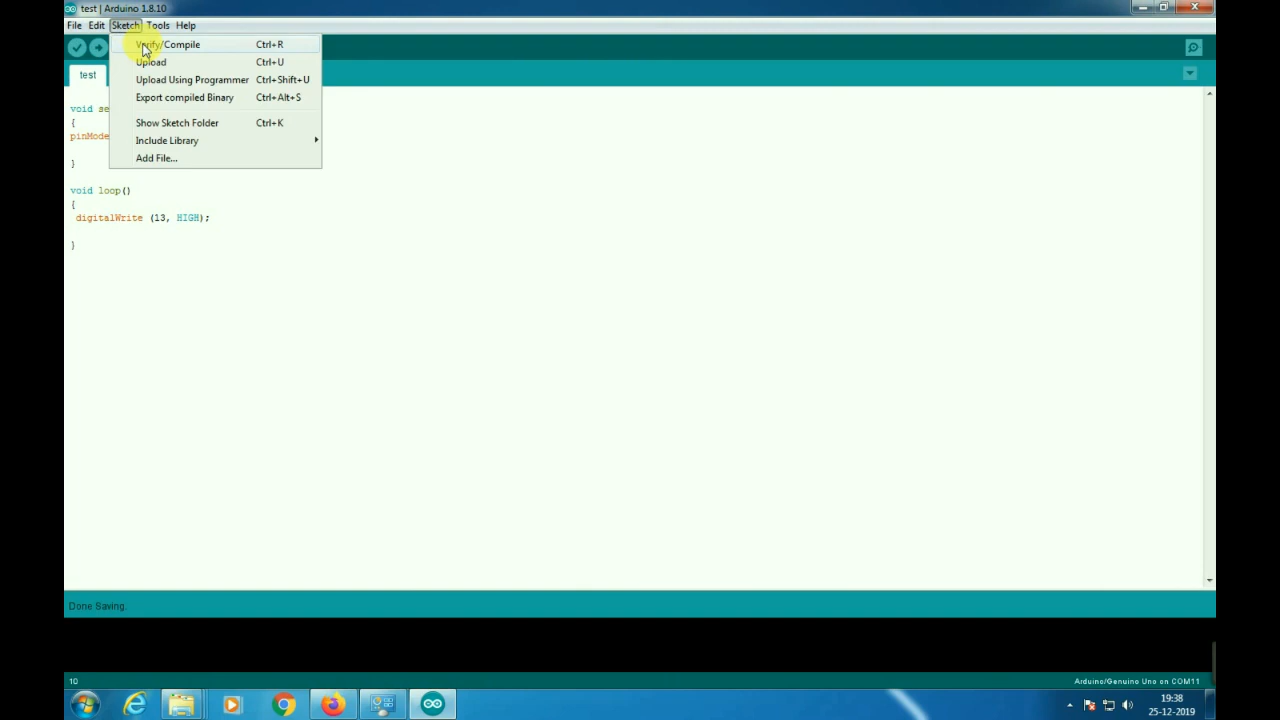 test | Arduino 1.8.10
File Edit Sketch Tools Help
Verify/Compile Ctrl+R
Upload Ctrl+U
test
Upload Using Programmer Ctrl+Shift+U
Export compiled Binary Ctrl+Alt+S
Show Sketch Folder Ctrl+K
Include Library
Add File...
void se
{
pinMode
}
void loop()
{
digitalWrite (13, HIGH);
}
Done Saving.
10
Arduino/Genuino Uno on COM11
19:38
25-12-2019